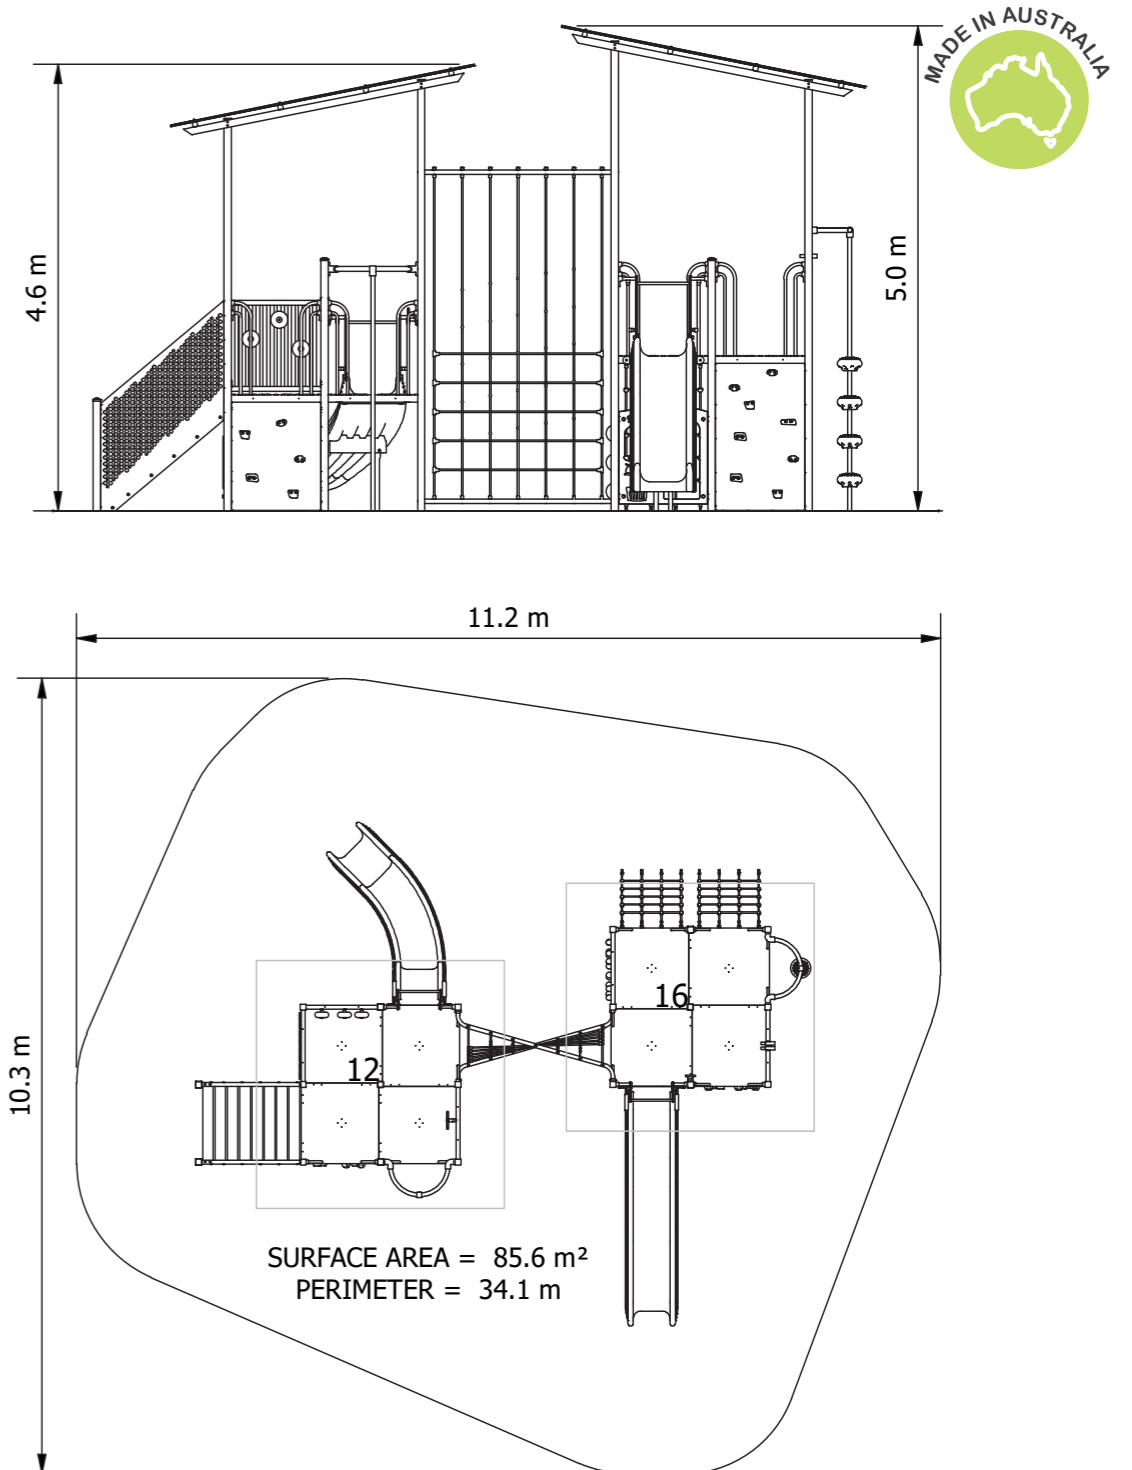 MADE IN AUSTRALIA
4.6 m
5.0 m
11.2 m
10.3 m
16
12
SURFACE AREA = 85.6 m²
PERIMETER = 34.1 m